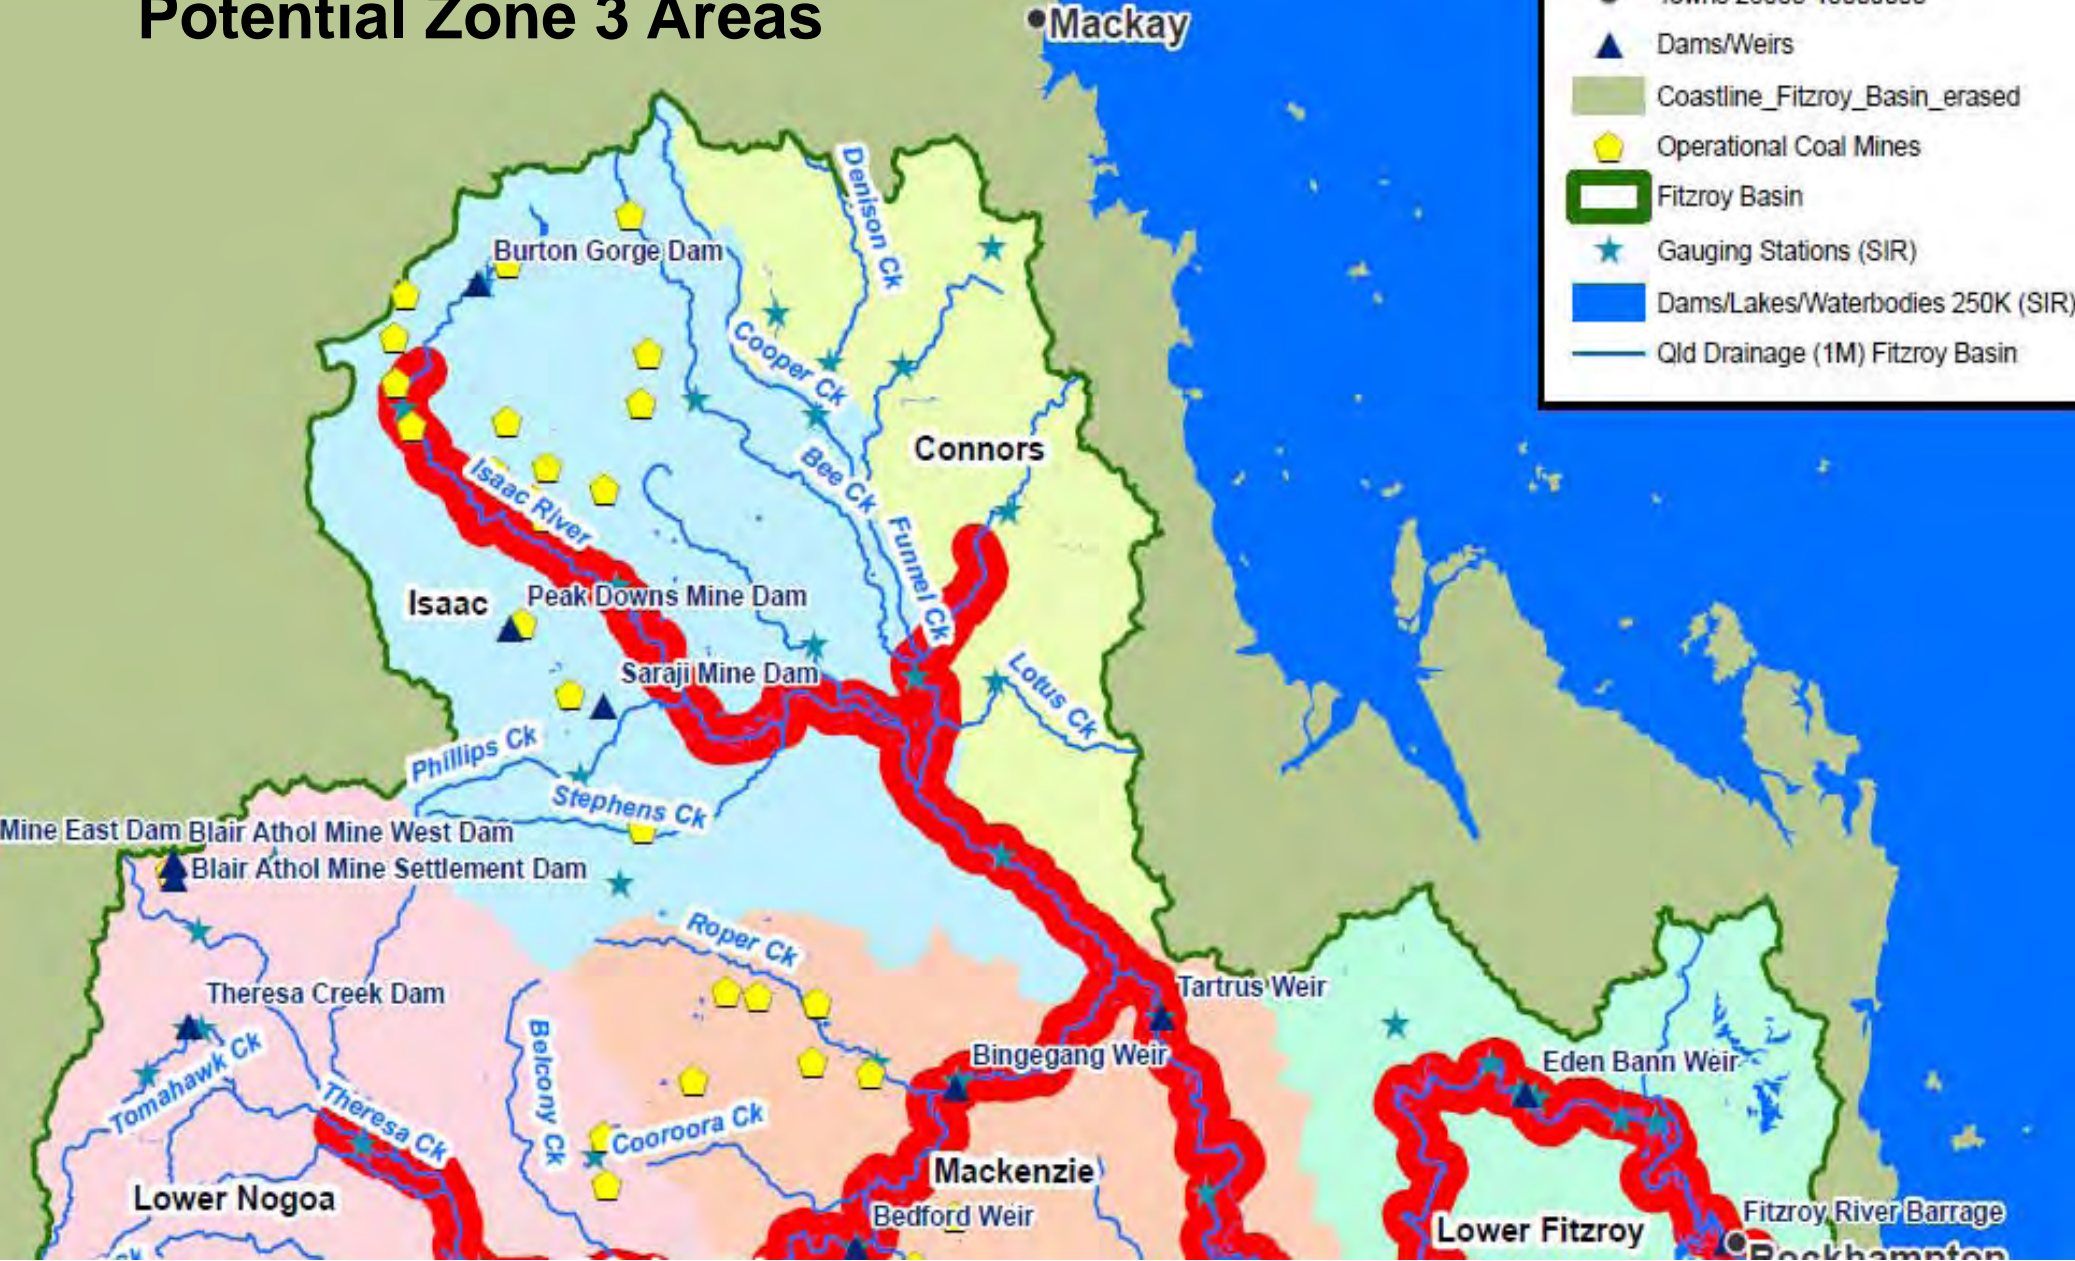 Potential Zone 3 Areas
Mackay
Dams/Weirs
Coastline_Fitzroy_Basin_erased
Operational Coal Mines
Fitzroy Basin
Gauging Stations (SIR)
Dams/Lakes/Waterbodies 250K (SIR)
Qld Drainage (1M) Fitzroy Basin
Denison Ck
Burton Gorge Dam
Cooper Ck
Connors
Bee Ck
Isaac River
Funnel Ck
Isaac
Peak Downs Mine Dam
Saraji Mine Dam
Lotus Ck
Phillips Ck
Stephens Ck
Mine East Dam
Blair Athol Mine West Dam
Blair Athol Mine Settlement Dam
Roper Ck
Theresa Creek Dam
Tartrus Weir
Tomahawk Ck
Theresa Ck
Belcony Ck
Bingegang Weir
Eden Bann Weir
Cooroora Ck
Mackenzie
Lower Nogoa
Bedford Weir
Lower Fitzroy
Fitzroy River Barrage
Rockhampton
Ck